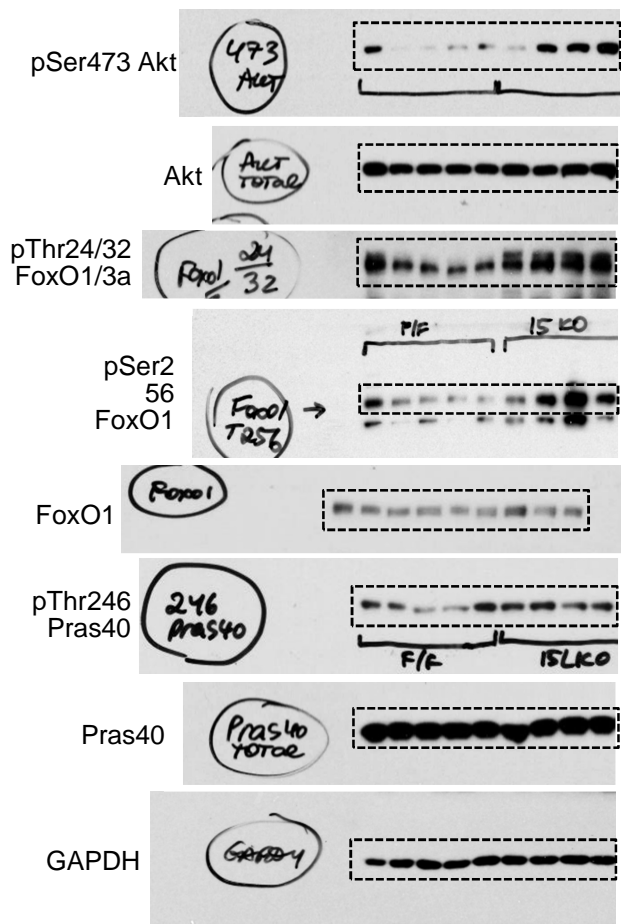 pSer473 Akt
473
AKT
Akt
AKT
TOTAL
pThr24/32
FoxO1/3a
FoxO1 24
32
F/F 15 KO
pSer2
56
FoxO1
FoxO1 →
FoxO1
FoxO1
pThr246
Pras40
246
pras40
F/F 15LKO
Pras40
Pras40
TOTAL
GAPDH
GAPDH